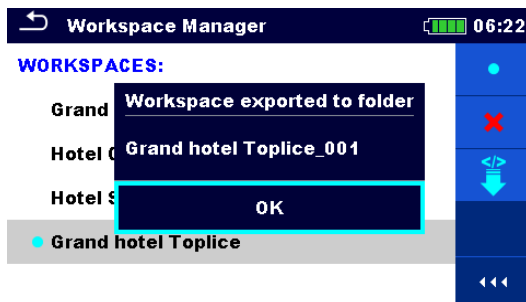 Workspace Manager 06:22
WORKSPACES:
Grand
Workspace exported to folder
Hotel
Grand hotel Toplice_001
Hotel
OK
Grand hotel Toplice